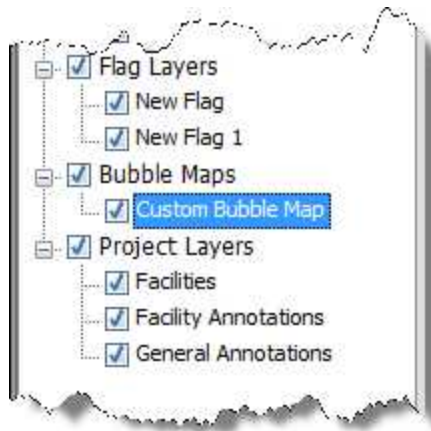 Flag Layers
New Flag
New Flag 1
Bubble Maps
Custom Bubble Map
Project Layers
Facilities
Facility Annotations
General Annotations